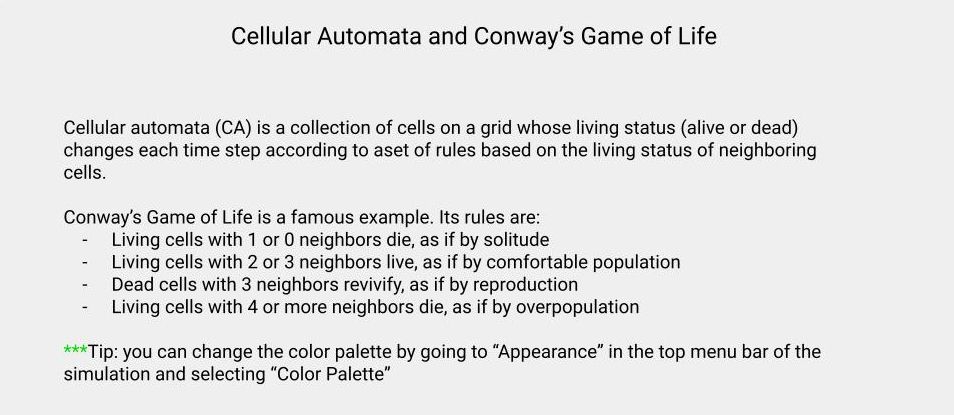 Cellular Automata and Conway’s Game of Life
Cellular automata (CA) is a collection of cells on a grid whose living status (alive or dead)
changes each time step according to aset of rules based on the living status of neighboring
cells.
Conway’s Game of Life is a famous example. Its rules are:
- Living cells with 1 or 0 neighbors die, as if by solitude
- Living cells with 2 or 3 neighbors live, as if by comfortable population
- Dead cells with 3 neighbors revivify, as if by reproduction
- Living cells with 4 or more neighbors die, as if by overpopulation
***Tip: you can change the color palette by going to “Appearance” in the top menu bar of the
simulation and selecting “Color Palette”